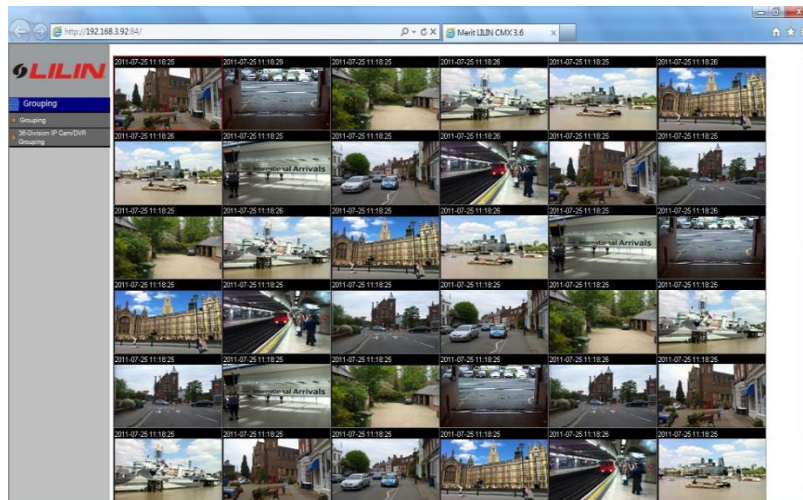 http://192.168.3.92:84/
Merit LILIN CMX 3.6
LILIN
Grouping
Grouping
36-Division IP Cam/DVR
Grouping
2011-07-25 11:18:25 2011-07-25 11:18:29 2011-07-25 11:18:25 2011-07-25 11:18:26 2011-07-25 11:18:26 2011-07-25 11:18:26
2011-07-25 11:18:26 2011-07-25 11:18:25 2011-07-25 11:18:25 2011-07-25 11:18:26 2011-07-25 11:18:25 2011-07-25 11:18:25
International Arrivals
2011-07-25 11:18:25 2011-07-25 11:18:26 2011-07-25 11:18:25 2011-07-25 11:18:26 2011-07-25 11:18:25 2011-07-25 11:18:25
International Arrivals
2011-07-25 11:18:25 2011-07-25 11:18:25 2011-07-25 11:18:25 2011-07-25 11:18:25 2011-07-25 11:18:25 2011-07-25 11:18:25
2011-07-25 11:18:25 2011-07-25 11:18:25 2011-07-25 11:18:25 2011-07-25 11:18:25 2011-07-25 11:18:26 2011-07-25 11:18:26
International Arrivals
2011-07-25 11:18:25 2011-07-25 11:18:25 2011-07-25 11:18:25 2011-07-25 11:18:26 2011-07-25 11:18:25 2011-07-25 11:18:26